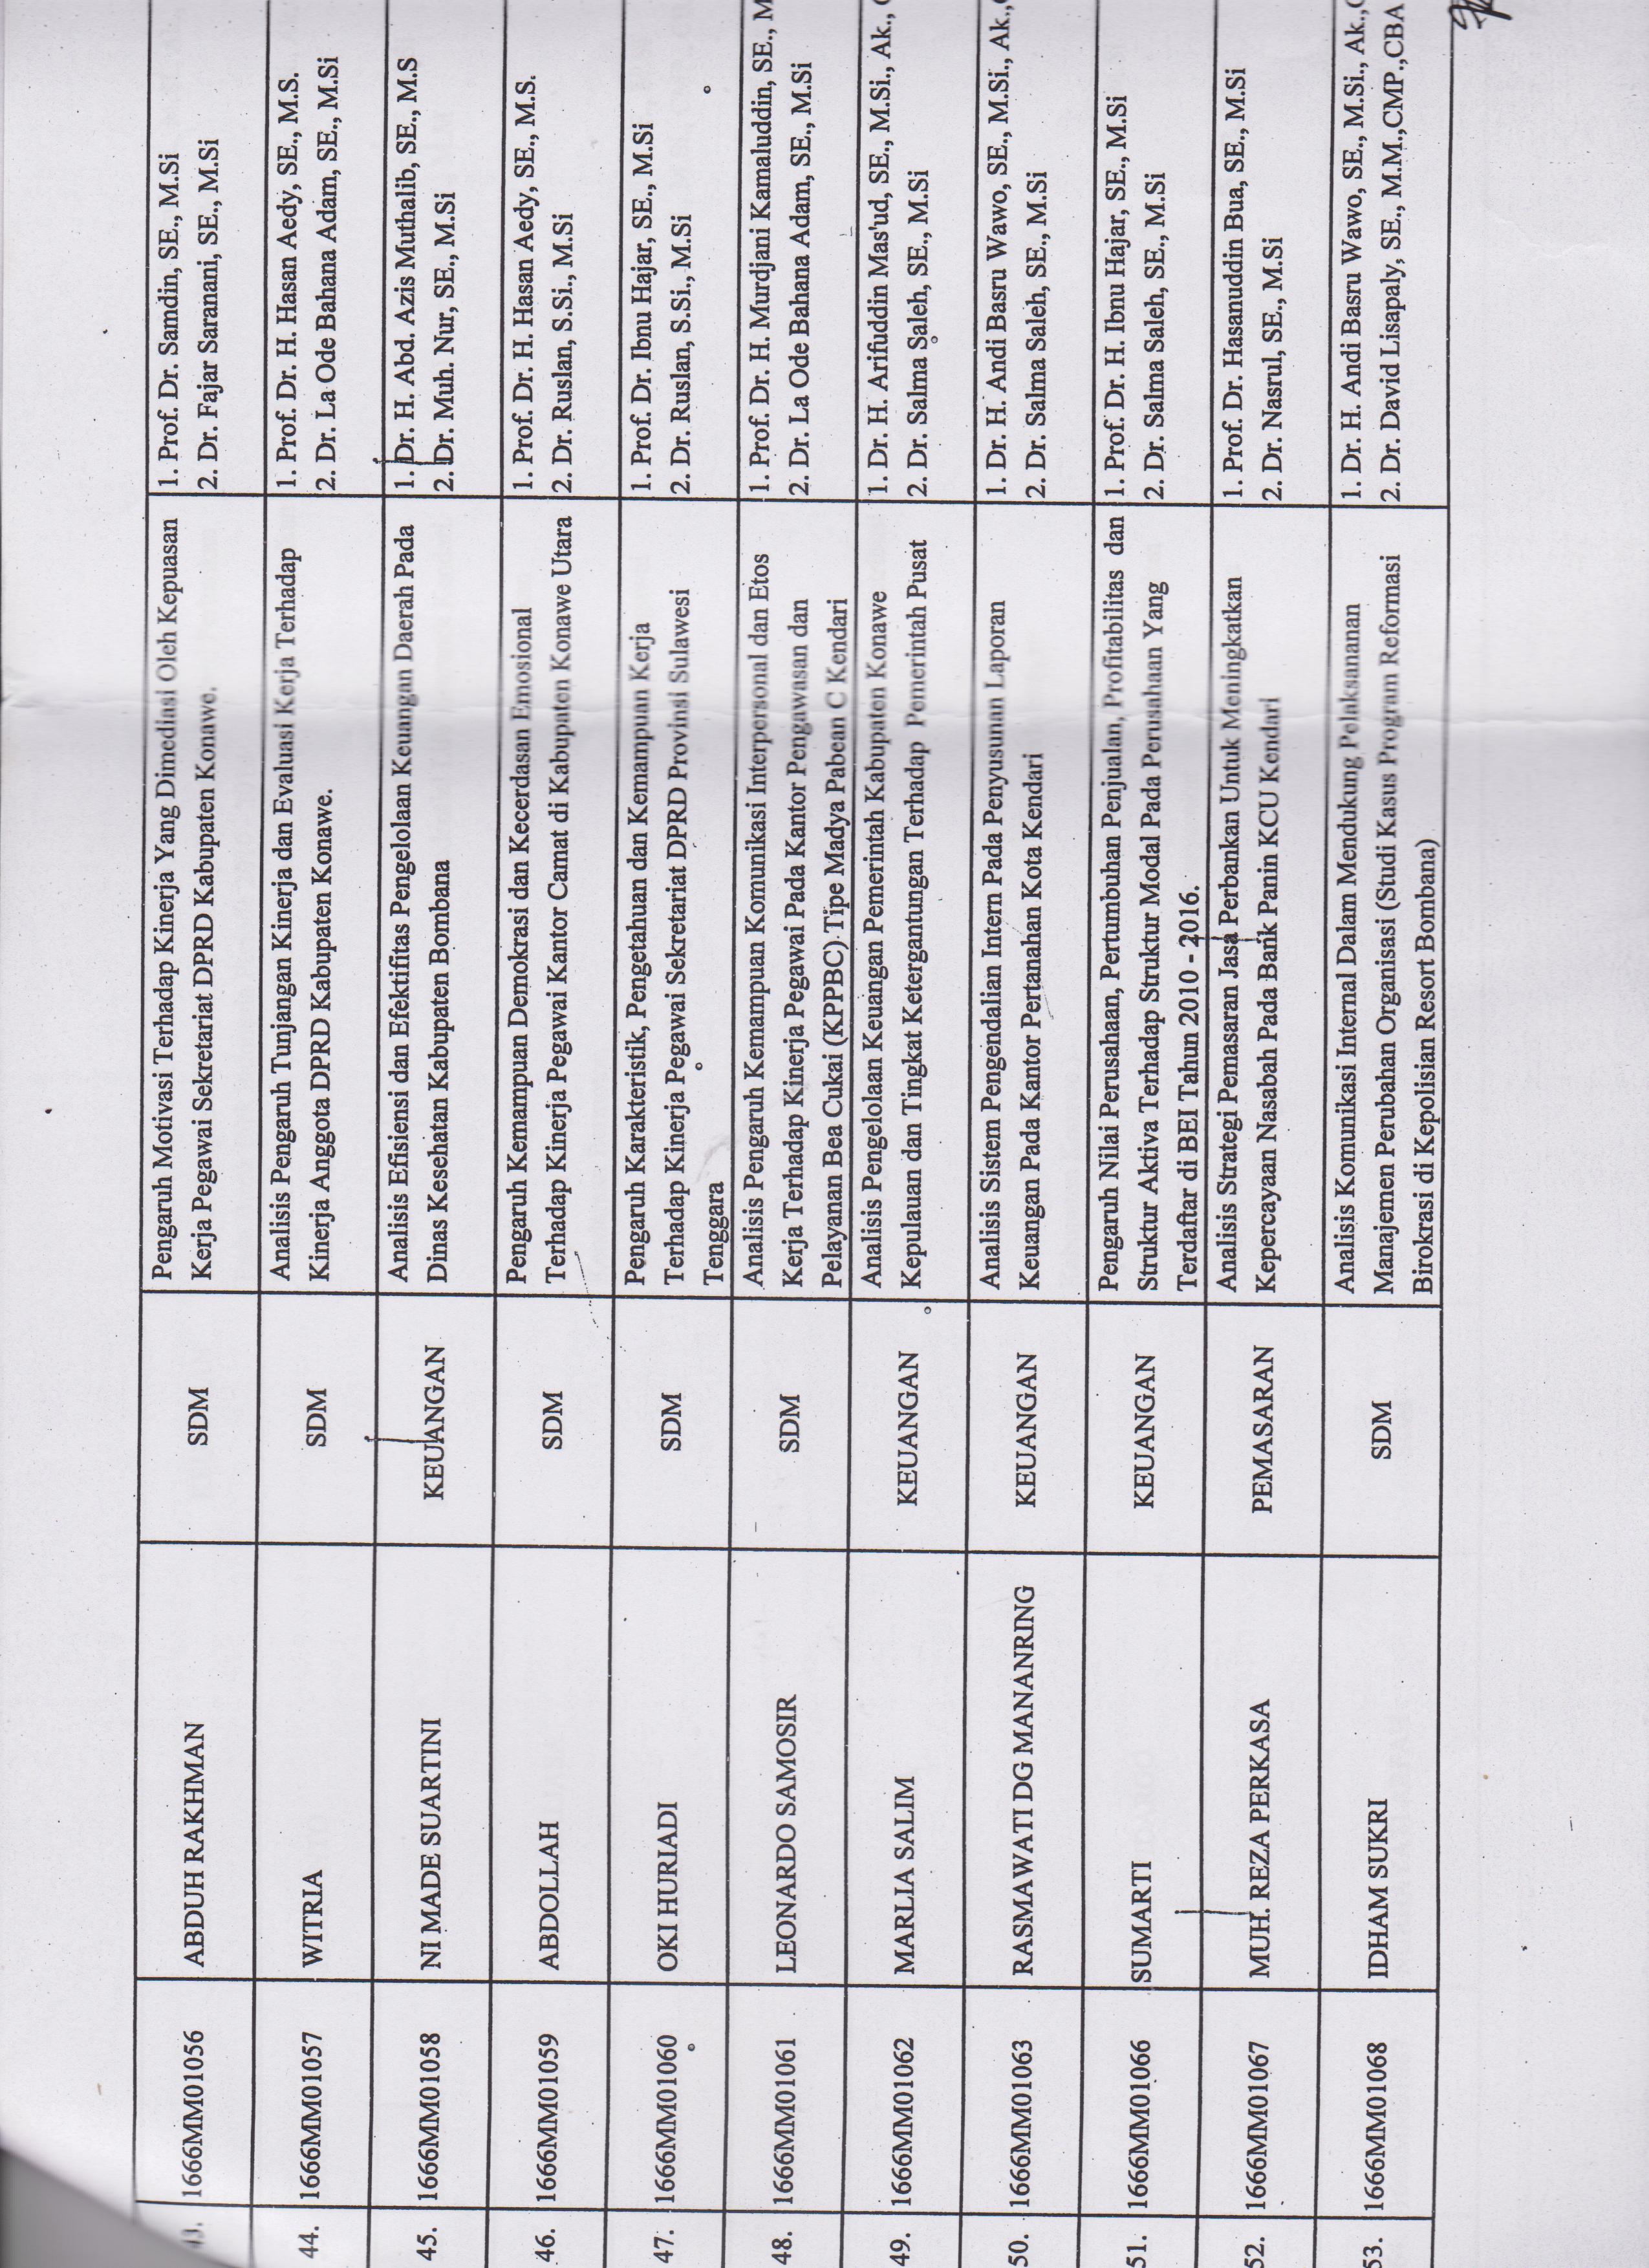 43. 1666MM01056 ABDUH RAKHMAN SDM Pengaruh Motivasi Terhadap Kinerja Yang Dimediasi Oleh Kepuasan 1. Prof. Dr. Samdin, SE., M.Si
Kerja Pegawai Sekretariat DPRD Kabupaten Konawe. 2. Dr. Fajar Saranani, SE., M.Si
44. 1666MM01057 WITRIA SDM Analisis Pengaruh Tunjangan Kinerja dan Evaluasi Kerja Terhadap 1. Prof. Dr. H. Hasan Aedy, SE., M.S.
Kinerja Anggota DPRD Kabupaten Konawe. 2. Dr. La Ode Bahana Adam, SE., M.Si
45. 1666MM01058 NI MADE SUARTINI KEUANGAN Analisis Efisiensi dan Efektifitas Pengelolaan Keuangan Daerah Pada 1. Dr. H. Abd. Azis Muthalib, SE., M.S
Dinas Kesehatan Kabupaten Bombana 2. Dr. Muh. Nur, SE., M.Si
46. 1666MM01059 ABDOLLAH SDM Pengaruh Kemampuan Demokrasi dan Kecerdasan Emosional 1. Prof. Dr. H. Hasan Aedy, SE., M.S.
Terhadap Kinerja Pegawai Kantor Camat di Kabupaten Konawe Utara 2. Dr. Ruslan, S.Si., M.Si
47. 1666MM01060 OKI HURIADI SDM Pengaruh Karakteristik, Pengetahuan dan Kemampuan Kerja 1. Prof. Dr. Ibnu Hajar, SE., M.Si
Terhadap Kinerja Pegawai Sekretariat DPRD Provinsi Sulawesi 2. Dr. Ruslan, S.Si., M.Si
Tenggara
48. 1666MM01061 LEONARDO SAMOSIR SDM Analisis Pengaruh Kemampuan Komunikasi Interpersonal dan Etos 1. Prof. Dr. H. Murdjani Kamaluddin, SE., M
Kerja Terhadap Kinerja Pegawai Pada Kantor Pengawasan dan 2. Dr. La Ode Bahana Adam, SE., M.Si
Pelayanan Bea Cukai (KPPBC) Tipe Madya Pabean C Kendari
49. 1666MM01062 MARLIA SALIM KEUANGAN Analisis Pengelolaan Keuangan Pemerintah Kabupaten Konawe 1. Dr. H. Arifuddin Mas'ud, SE., M.Si., Ak.,
Kepulauan dan Tingkat Ketergantungan Terhadap Pemerintah Pusat 2. Dr. Salma Saleh, SE., M.Si
50. 1666MM01063 RASMAWATI DG MANANRING KEUANGAN Analisis Sistem Pengendalian Intern Pada Penyusunan Laporan 1. Dr. H. Andi Basru Wawo, SE., M.Si., Ak.,
Keuangan Pada Kantor Pertanahan Kota Kendari 2. Dr. Salma Saleh, SE., M.Si
51. 1666MM01066 SUMARTI KEUANGAN Pengaruh Nilai Perusahaan, Pertumbuhan Penjualan, Profitabilitas dan 1. Prof. Dr. H. Ibnu Hajar, SE., M.Si
Struktur Aktiva Terhadap Struktur Modal Pada Perusahaan Yang 2. Dr. Salma Saleh, SE., M.Si
Terdaftar di BEI Tahun 2010 - 2016.
52. 1666MM01067 MUH. REZA PERKASA PEMASARAN Analisis Strategi Pemasaran Jasa Perbankan Untuk Meningkatkan 1. Prof. Dr. Hasanuddin Bua, SE., M.Si
Kepercayaan Nasabah Pada Bank Panin KCU Kendari 2. Dr. Nasrul, SE., M.Si
53. 1666MM01068 IDHAM SUKRI SDM Analisis Komunikasi Internal Dalam Mendukung Pelaksananan 1. Dr. H. Andi Basru Wawo, SE., M.Si., Ak.,
Manajemen Perubahan Organisasi (Studi Kasus Program Reformasi 2. Dr. David Lisapaly, SE., M.M.,CMP.,CBA
Birokrasi di Kepolisian Resort Bombana)